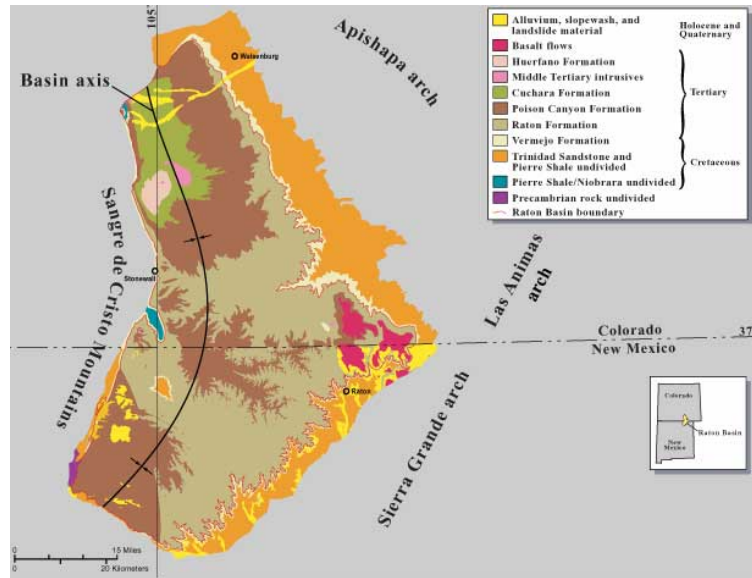 105°
Apishapa arch
Walsenburg
Basin axis
Sangre de Cristo Mountains
Stonewall
Las Animas
arch
Colorado
37
New Mexico
Raton
Sierra Grande arch
0 15 Miles
0 20 Kilometers
Alluvium, slopewash, and
landslide material
Holocene and
Quaternary
Basalt flows
Huerfano Formation
Middle Tertiary intrusives
Cuchara Formation
Tertiary
Poison Canyon Formation
Raton Formation
Vermejo Formation
Trinidad Sandstone and
Pierre Shale undivided
Cretaceous
Pierre Shale/Niobrara undivided
Precambrian rock undivided
Raton Basin boundary
Colorado
Raton Basin
New
Mexico